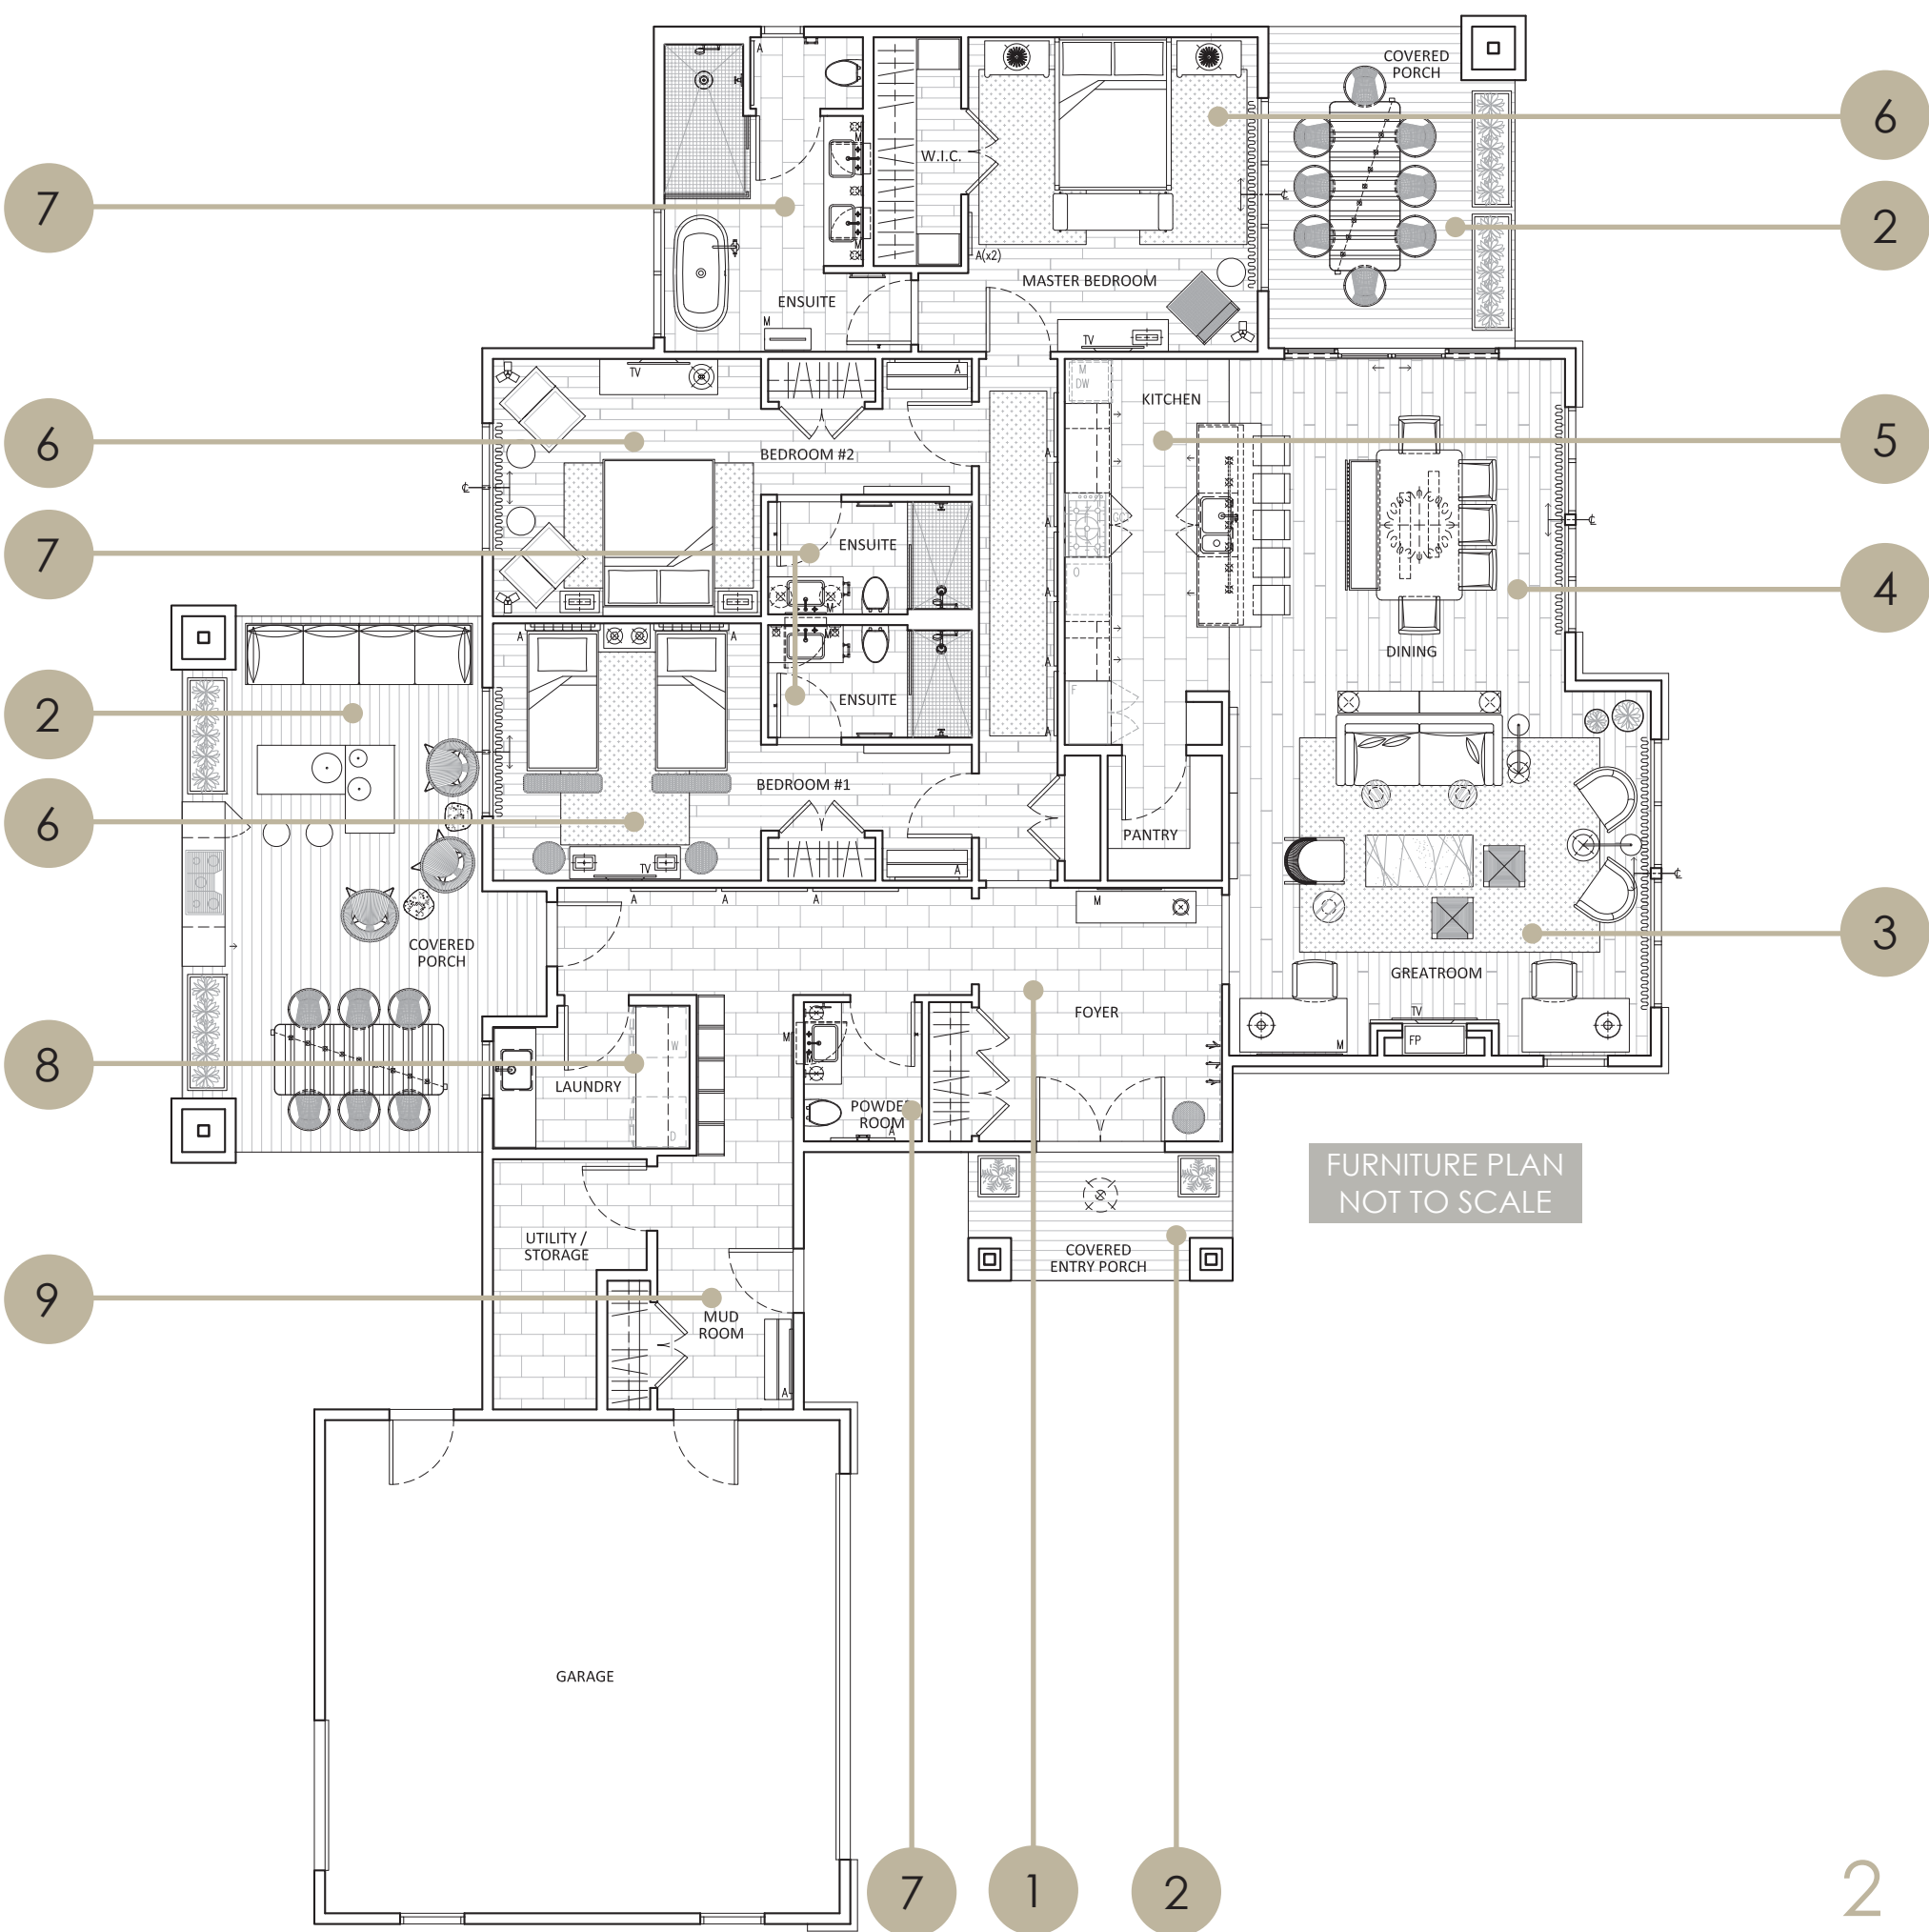 A
COVERED
PORCH
6
M
W.I.C.
7
M
2
A(x2)
MASTER BEDROOM
ENSUITE
M
TV
TV
A
M
DW
KITCHEN
6
5
BEDROOM #2
A
7
A
ENSUITE
O
A
4
M
M
A
A
A
DINING
2
ENSUITE
A
F
A
6
BEDROOM #1
PANTRY
TV
A
A
A
A
M
3
COVERED
PORCH
GREATROOM
FOYER
TV
M
FP
M
W
8
LAUNDRY
M
POWDER
ROOM
A
D
FURNITURE PLAN
NOT TO SCALE
UTILITY /
STORAGE
COVERED
ENTRY PORCH
9
MUD
ROOM
A
GARAGE
7
1
2
2